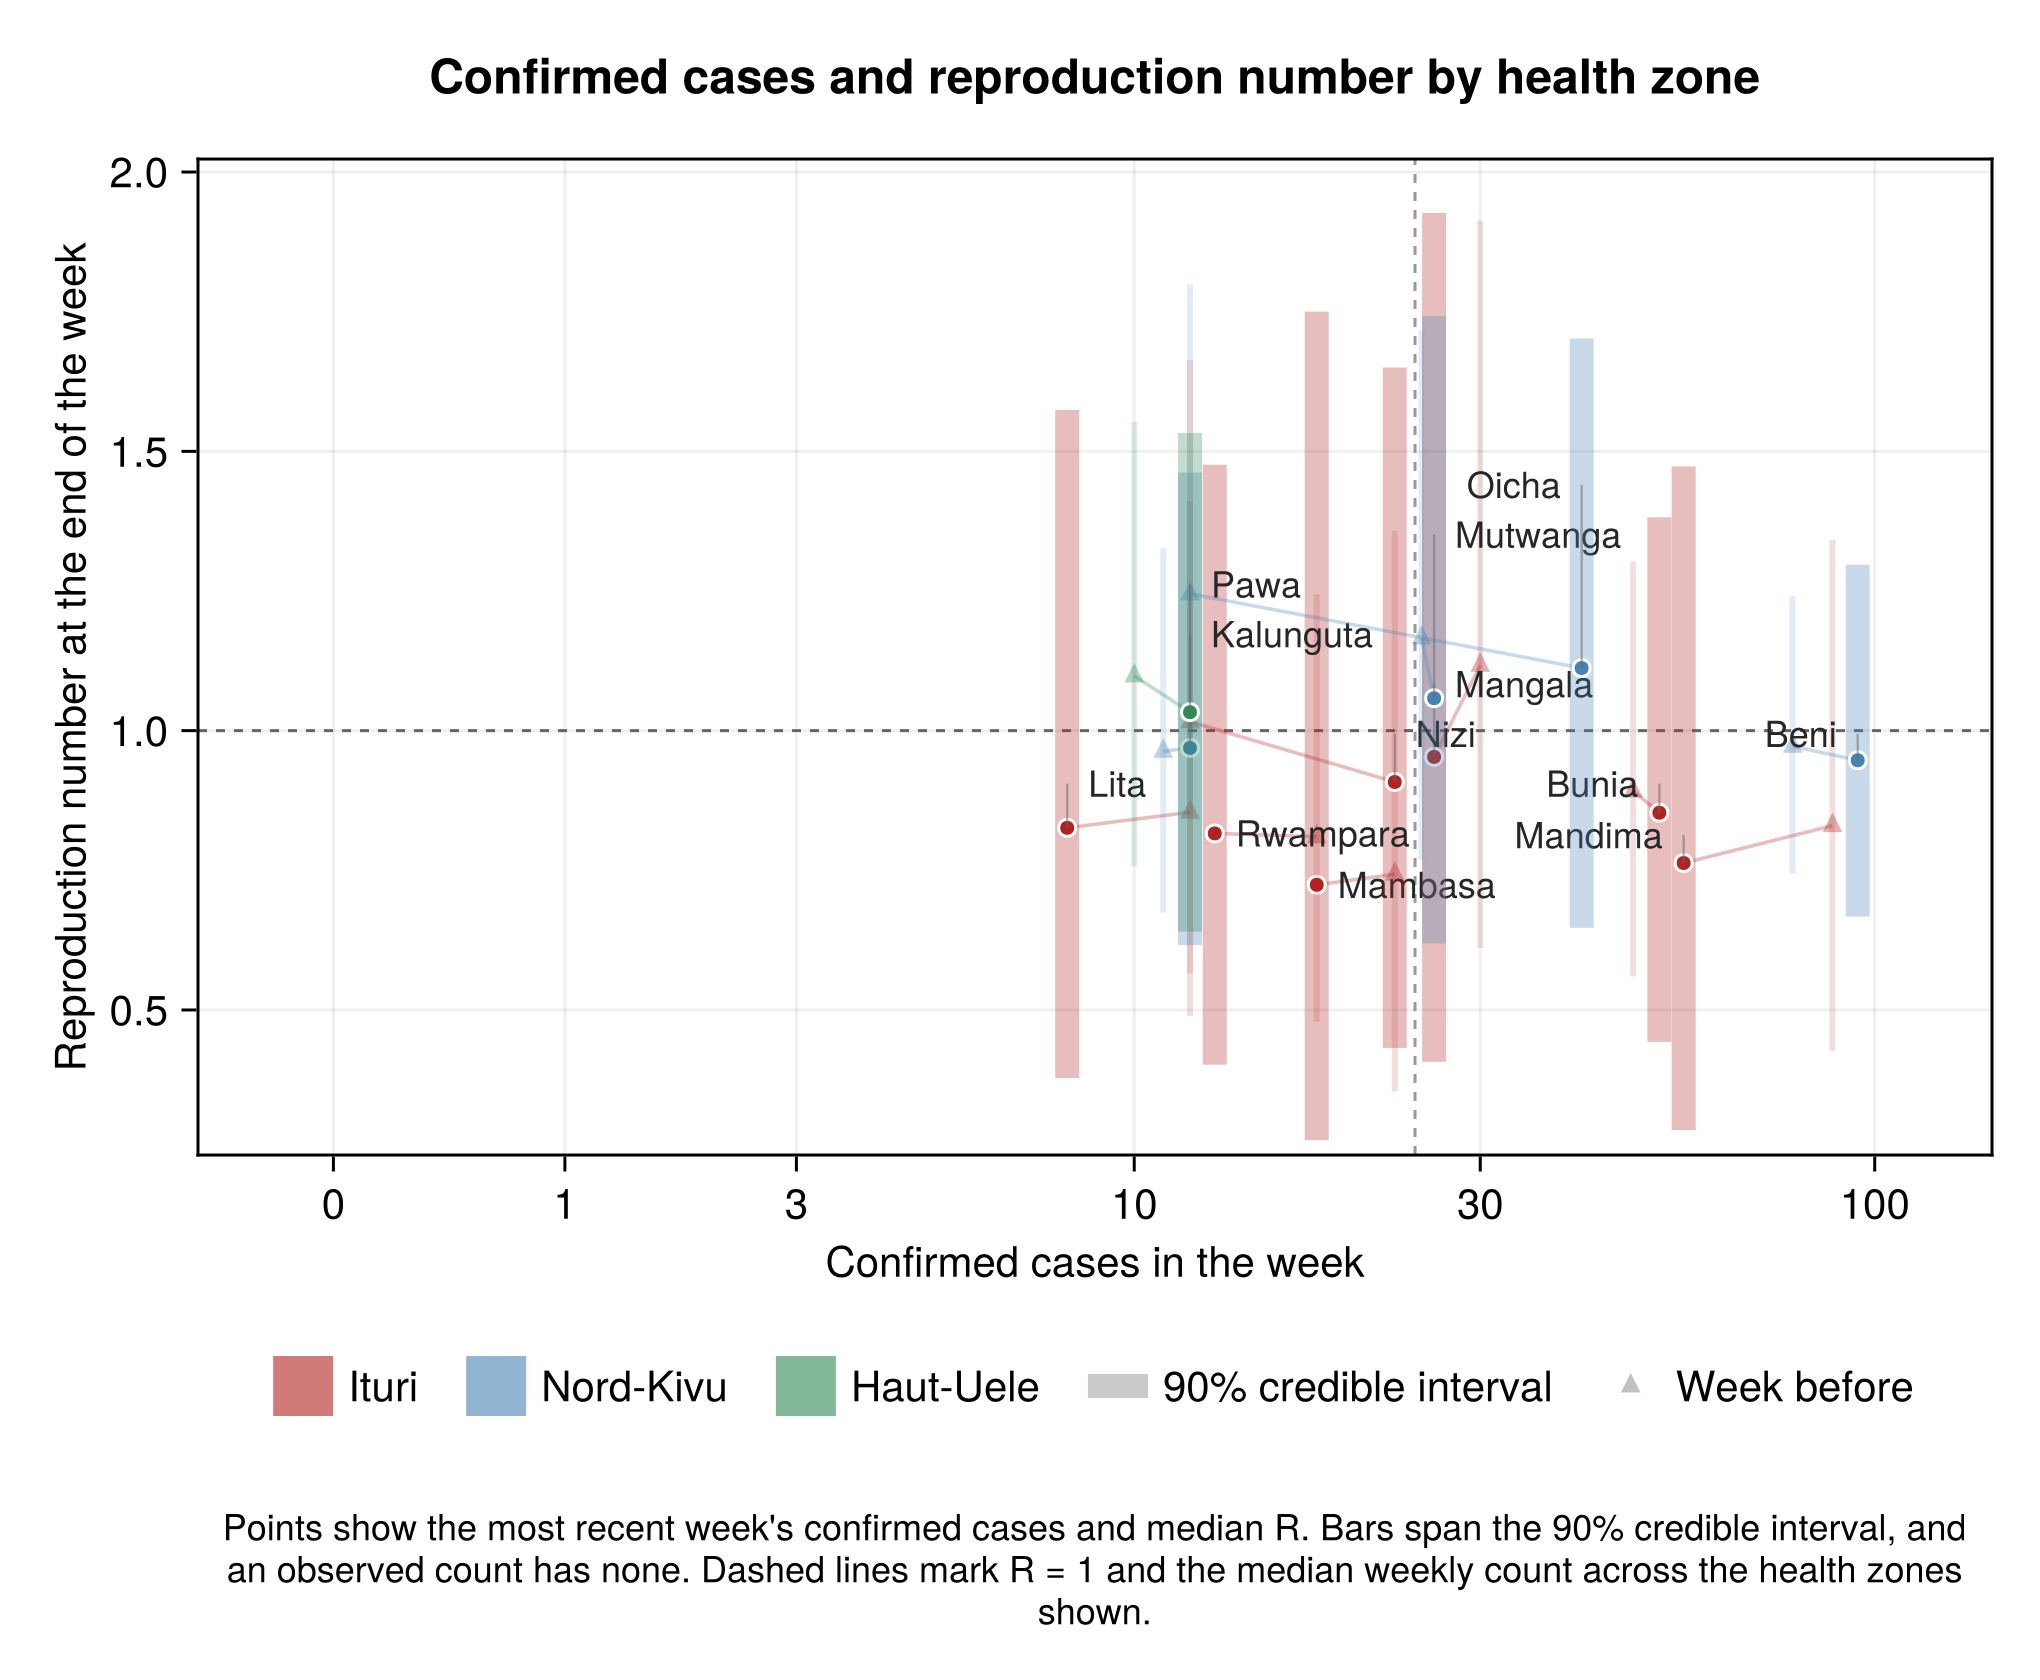 Confirmed cases and reproduction number by health zone
Reproduction number at the end of the week
2.0
1.5
1.0
0.5
Oicha
Mutwanga
Pawa
Kalunguta
Mangala
Nizi
Beni
Lita
Bunia
Rwampara
Mandima
Mambasa
0
1
3
10
30
100
Confirmed cases in the week
Ituri
Nord-Kivu
Haut-Uele
90% credible interval
Week before
Points show the most recent week's confirmed cases and median R. Bars span the 90% credible interval, and
an observed count has none. Dashed lines mark R = 1 and the median weekly count across the health zones
shown.